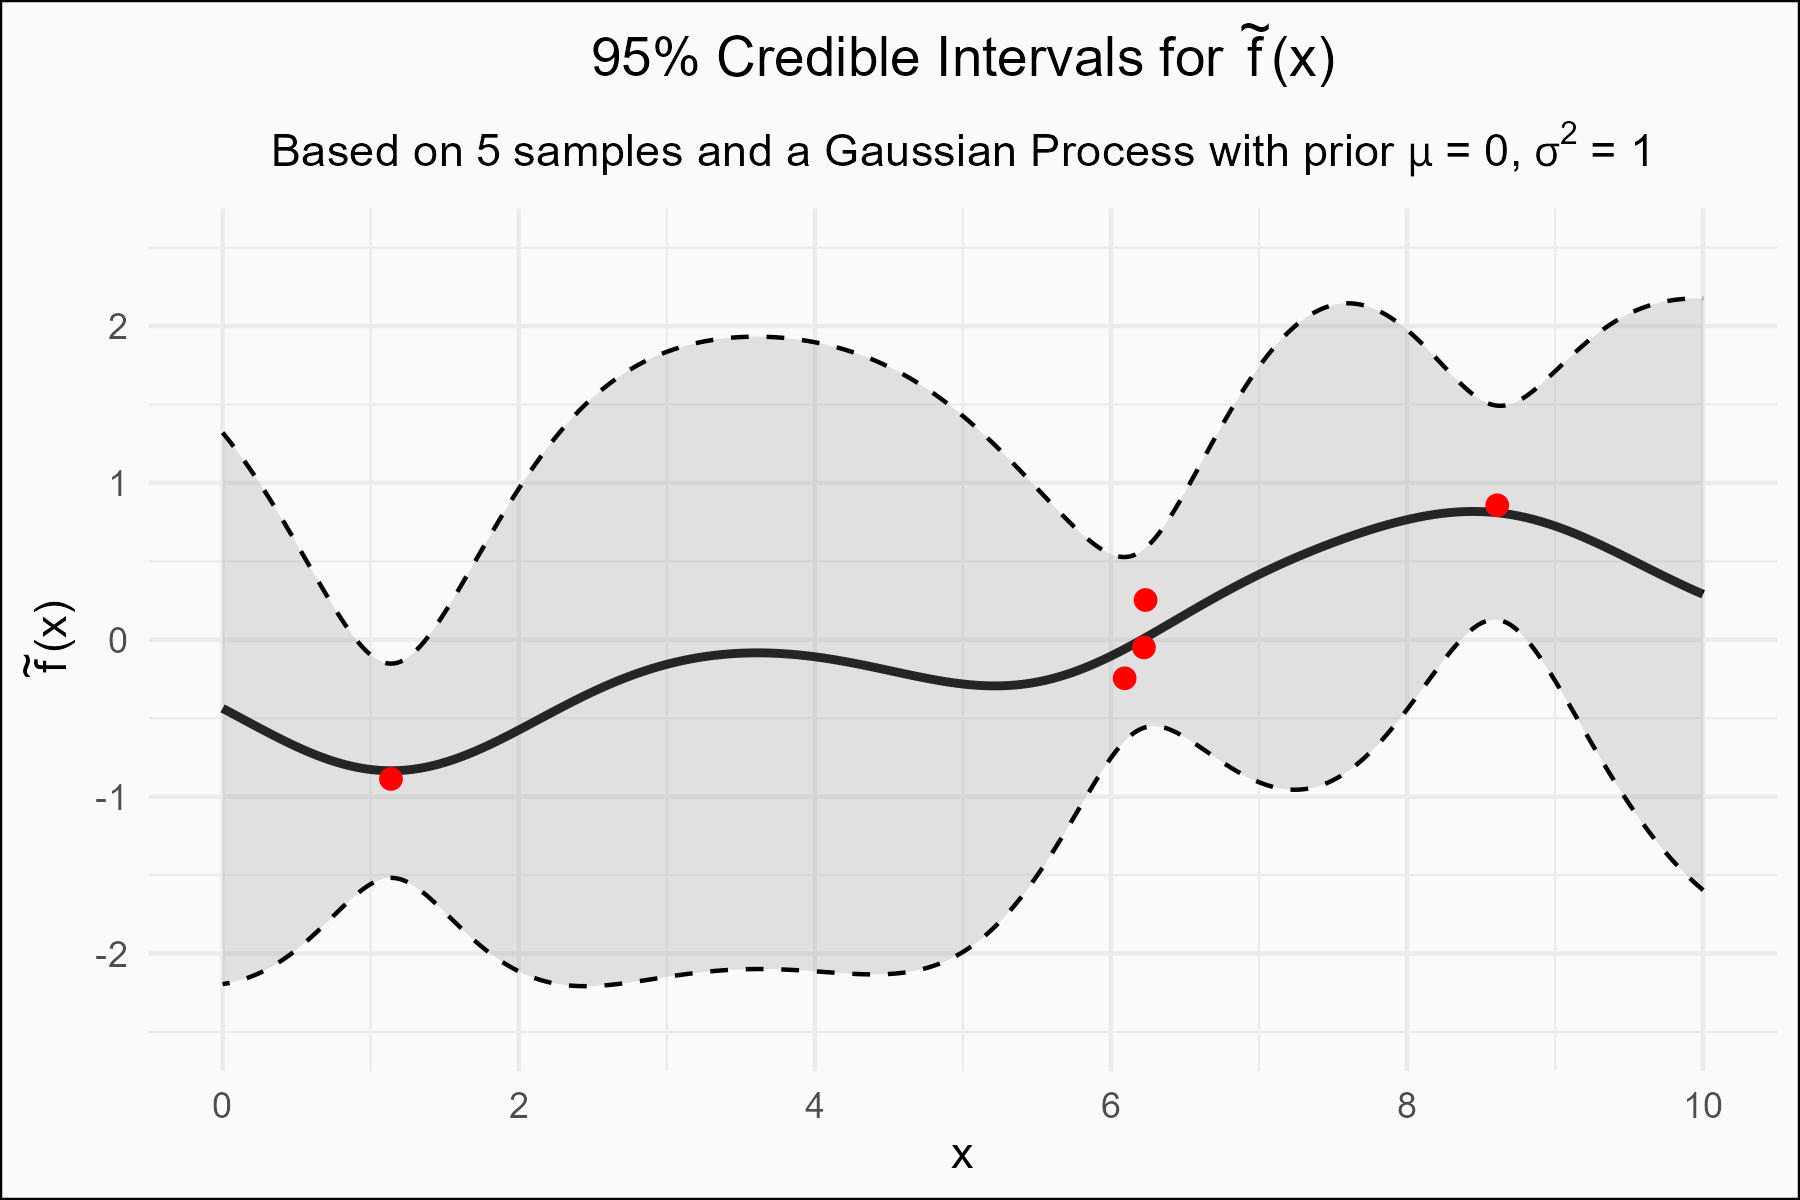 95% Credible Intervals for f̃(x)
Based on 5 samples and a Gaussian Process with prior μ = 0, σ² = 1
f̃(x)
2
1
0
-1
-2
0 2 4 6 8 10
x